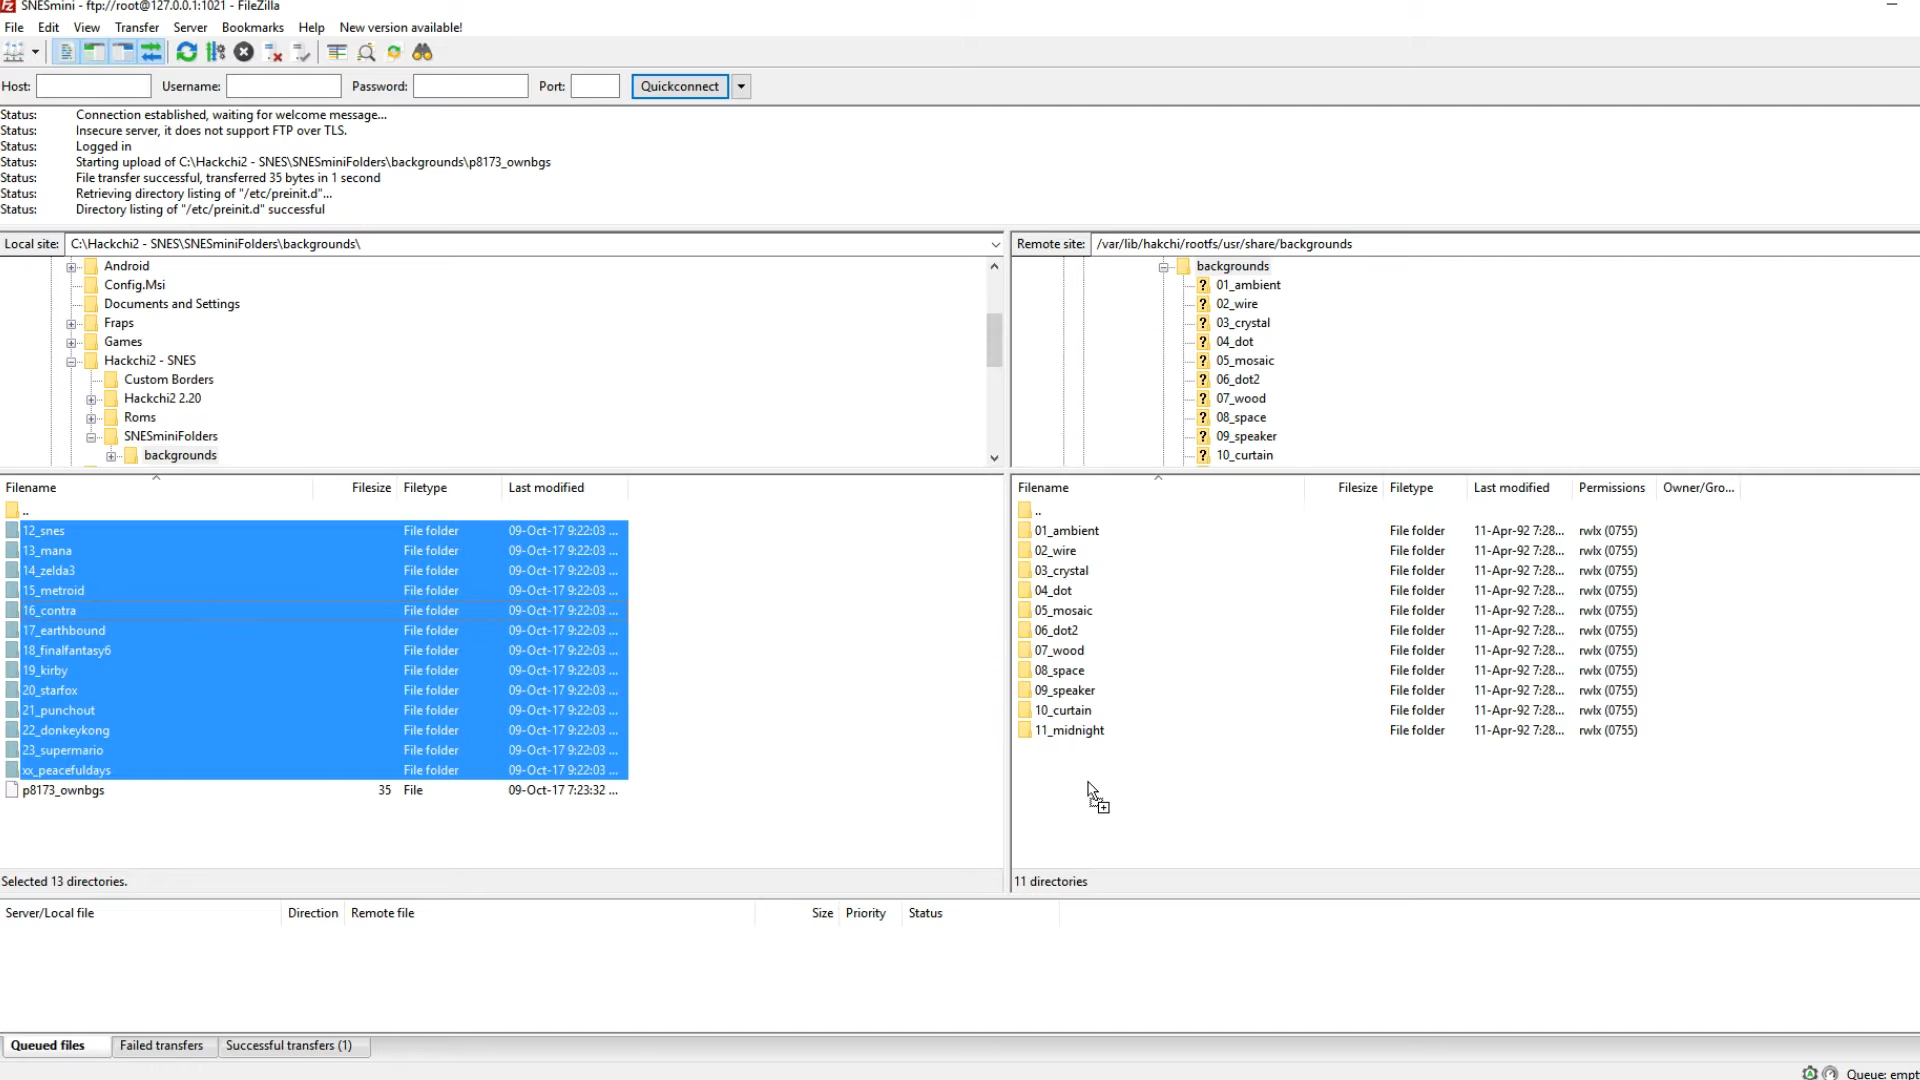 SNESmini - ftp://root@127.0.0.1:1021 - FileZilla
File Edit View Transfer Server Bookmarks Help New version available!
Host: Username: Password: Port: Quickconnect
Status: Connection established, waiting for welcome message...
Status: Insecure server, it does not support FTP over TLS.
Status: Logged in
Status: Starting upload of C:\Hackchi2 - SNES\SNESminiFolders\backgrounds\p8173_ownbgs
Status: File transfer successful, transferred 35 bytes in 1 second
Status: Retrieving directory listing of "/etc/preinit.d"...
Status: Directory listing of "/etc/preinit.d" successful
Local site: C:\Hackchi2 - SNES\SNESminiFolders\backgrounds\
Android
Config.Msi
Documents and Settings
Fraps
Games
Hackchi2 - SNES
Custom Borders
Hackchi2 2.20
Roms
SNESminiFolders
backgrounds
Remote site: /var/lib/hakchi/rootfs/usr/share/backgrounds
backgrounds
01_ambient
02_wire
03_crystal
04_dot
05_mosaic
06_dot2
07_wood
08_space
09_speaker
10_curtain
Filename Filesize Filetype Last modified
..
12_snes File folder 09-Oct-17 9:22:03 ...
13_mana File folder 09-Oct-17 9:22:03 ...
14_zelda3 File folder 09-Oct-17 9:22:03 ...
15_metroid File folder 09-Oct-17 9:22:03 ...
16_contra File folder 09-Oct-17 9:22:03 ...
17_earthbound File folder 09-Oct-17 9:22:03 ...
18_finalfantasy6 File folder 09-Oct-17 9:22:03 ...
19_kirby File folder 09-Oct-17 9:22:03 ...
20_starfox File folder 09-Oct-17 9:22:03 ...
21_punchout File folder 09-Oct-17 9:22:03 ...
22_donkeykong File folder 09-Oct-17 9:22:03 ...
23_supermario File folder 09-Oct-17 9:22:03 ...
xx_peacefuldays File folder 09-Oct-17 9:22:03 ...
p8173_ownbgs 35 File 09-Oct-17 7:23:32 ...
Selected 13 directories.
Filename Filesize Filetype Last modified Permissions Owner/Gro...
..
01_ambient File folder 11-Apr-92 7:28... rwlx (0755)
02_wire File folder 11-Apr-92 7:28... rwlx (0755)
03_crystal File folder 11-Apr-92 7:28... rwlx (0755)
04_dot File folder 11-Apr-92 7:28... rwlx (0755)
05_mosaic File folder 11-Apr-92 7:28... rwlx (0755)
06_dot2 File folder 11-Apr-92 7:28... rwlx (0755)
07_wood File folder 11-Apr-92 7:28... rwlx (0755)
08_space File folder 11-Apr-92 7:28... rwlx (0755)
09_speaker File folder 11-Apr-92 7:28... rwlx (0755)
10_curtain File folder 11-Apr-92 7:28... rwlx (0755)
11_midnight File folder 11-Apr-92 7:28... rwlx (0755)
11 directories
Server/Local file Direction Remote file Size Priority Status
Queued files Failed transfers Successful transfers (1)
Queue: empt